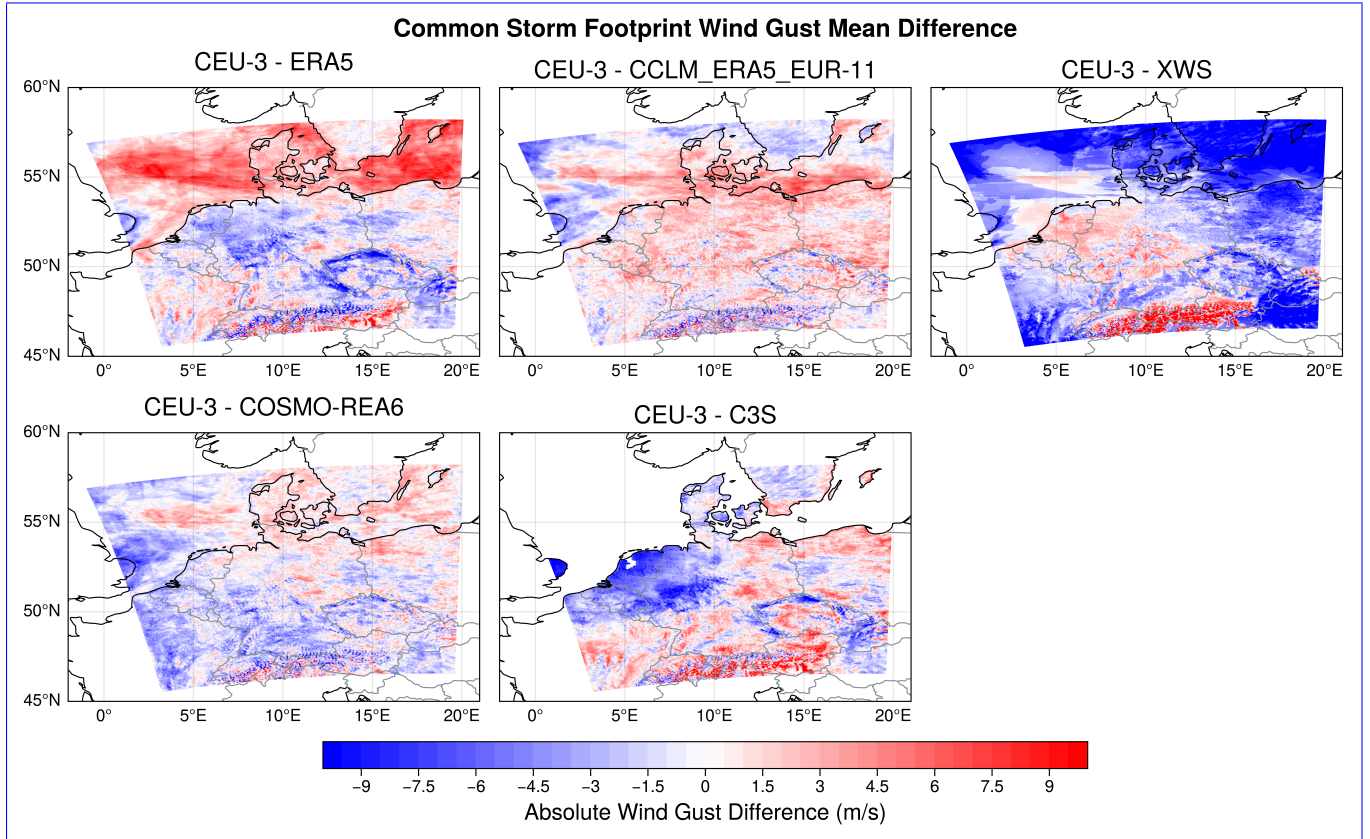 Common Storm Footprint Wind Gust Mean Difference
CEU-3 - ERA5
CEU-3 - CCLM_ERA5_EUR-11
CEU-3 - XWS
60°N
55°N
50°N
45°N
0° 5°E 10°E 15°E 20°E
0° 5°E 10°E 15°E 20°E
0° 5°E 10°E 15°E 20°E
CEU-3 - COSMO-REA6
CEU-3 - C3S
60°N
55°N
50°N
45°N
0° 5°E 10°E 15°E 20°E
0° 5°E 10°E 15°E 20°E
−9 −7.5 −6 −4.5 −3 −1.5 0 1.5 3 4.5 6 7.5 9
Absolute Wind Gust Difference (m/s)